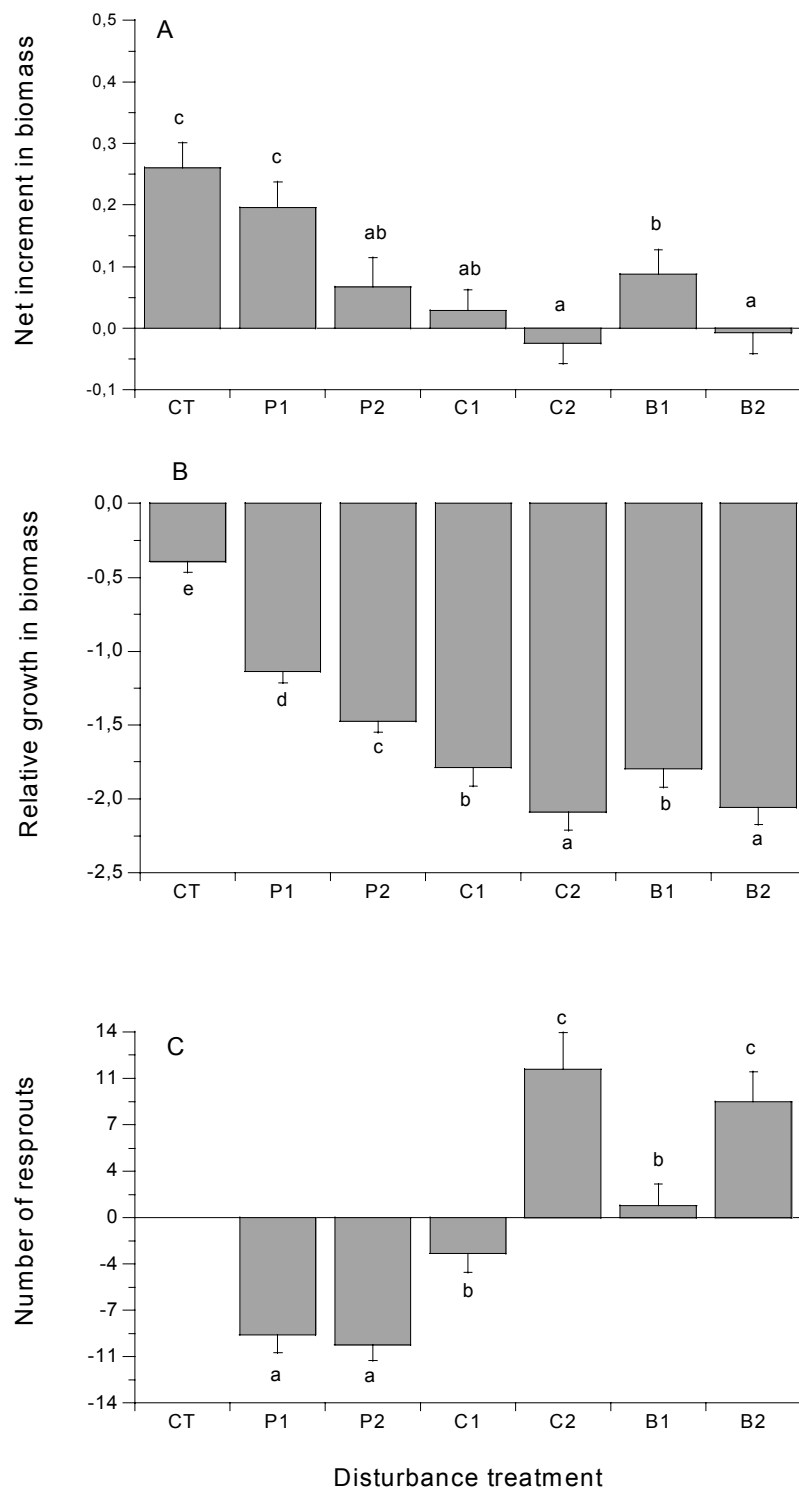 A
Net increment in biomass
0,5
0,4
0,3
0,2
0,1
0,0
-0,1
c
c
ab
ab
a
b
a
CT P1 P2 C1 C2 B1 B2
B
Relative growth in biomass
0,0
-0,5
-1,0
-1,5
-2,0
-2,5
e
d
c
b
a
b
a
CT P1 P2 C1 C2 B1 B2
C
Number of resprouts
14
11
7
4
0
-4
-7
-11
-14
a
a
b
c
b
c
CT P1 P2 C1 C2 B1 B2
Disturbance treatment